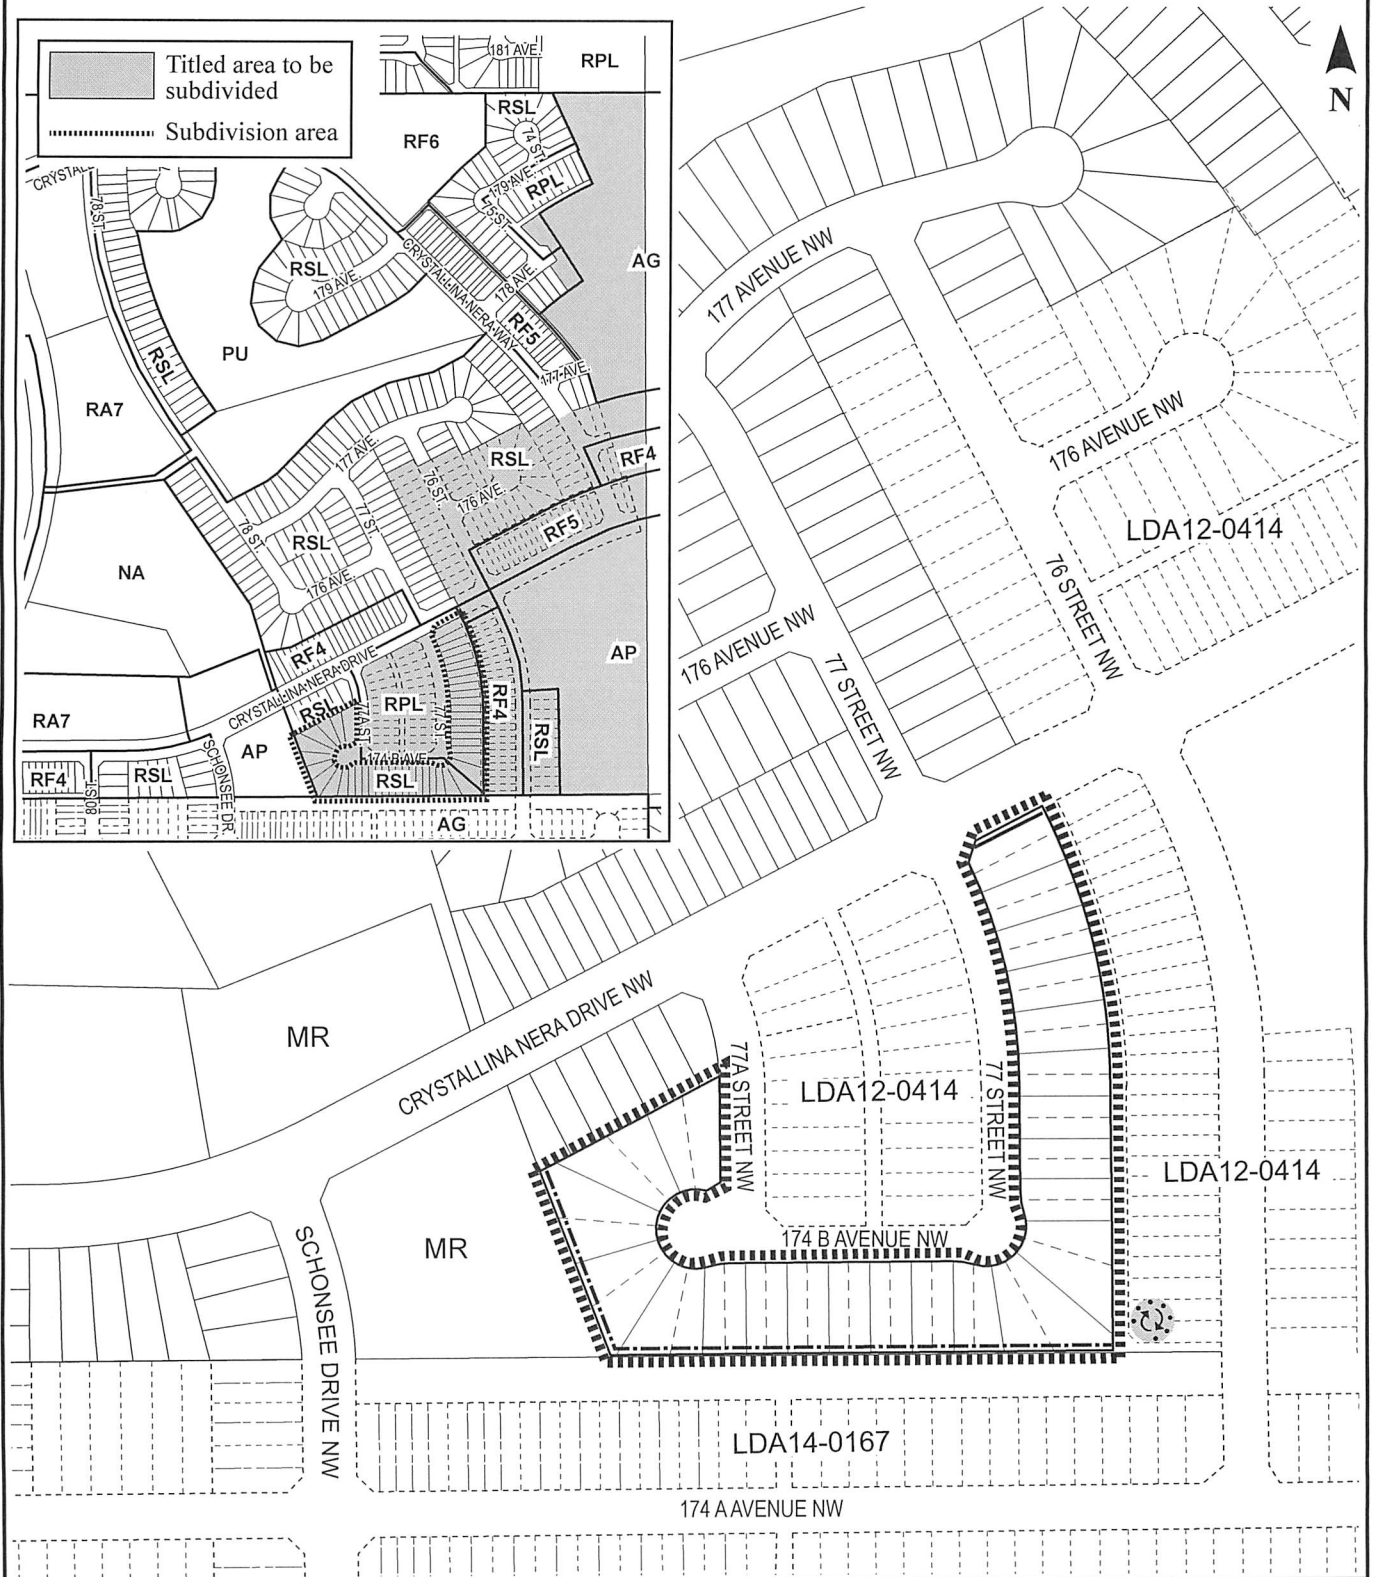 Titled area to be
subdivided
Subdivision area
181 AVE.
RPL
RSL
RF6
74 ST.
179 AVE.
RPL
75 ST.
78 ST.
AG
RSL
179 AVE.
CRYSTALLINA NERA WAY
178 AVE.
RF5
RSL
PU
177 AVE.
RA7
177 AVE.
RSL
RF4
76 ST.
176 AVE.
77 ST.
78 ST.
RF5
RSL
NA
176 AVE.
RF4
AP
CRYSTALLINA NERA DRIVE
RSL
77A ST.
RPL
77 ST.
RF4
RA7
SCHONSEE DR.
AP
174 B AVE.
RSL
RF4
80 ST.
RSL
RSL
AG
N
177 AVENUE NW
176 AVENUE NW
LDA12-0414
76 STREET NW
176 AVENUE NW
77 STREET NW
CRYSTALLINA NERA DRIVE NW
MR
77A STREET NW
LDA12-0414
77 STREET NW
LDA12-0414
MR
174 B AVENUE NW
SCHONSEE DRIVE NW
LDA14-0167
174 A AVENUE NW